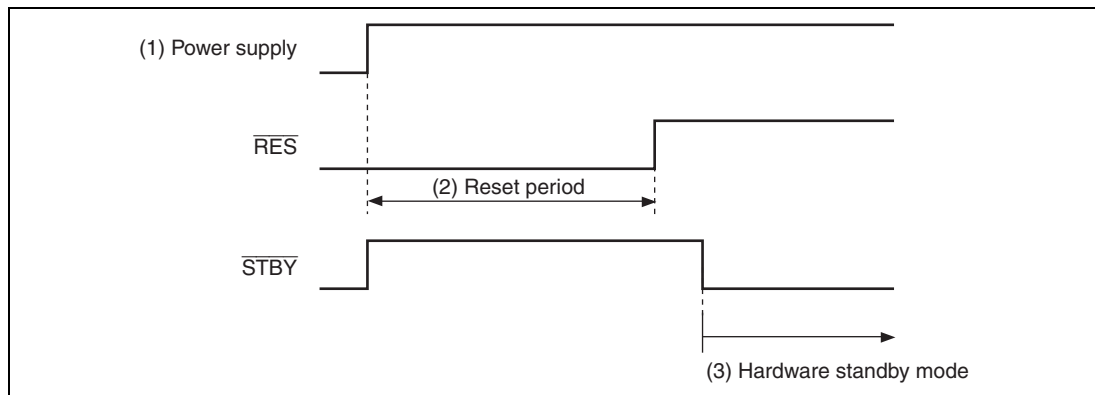 (1) Power supply
RES
(2) Reset period
STBY
(3) Hardware standby mode